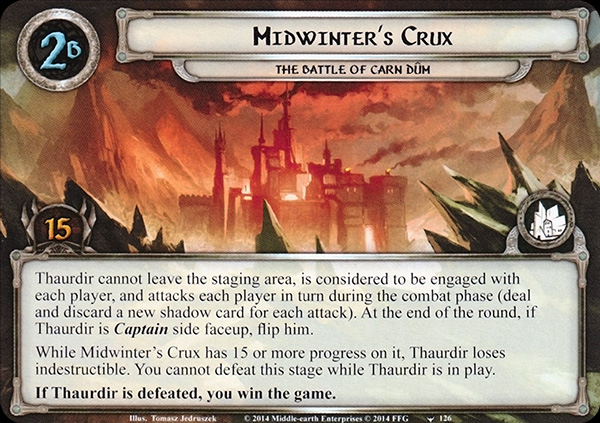 2B
MIDWINTER'S CRUX
THE BATTLE OF CARN DÛM
15
Thaurdir cannot leave the staging area, is considered to be engaged with
each player, and attacks each player in turn during the combat phase (deal
and discard a new shadow card for each attack). At the end of the round, if
Thaurdir is Captain side faceup, flip him.
While Midwinter's Crux has 15 or more progress on it, Thaurdir loses
indestructible. You cannot defeat this stage while Thaurdir is in play.
If Thaurdir is defeated, you win the game.
Illus. Tomasz Jedruszek © 2014 Middle-earth Enterprises © 2014 FFG 126